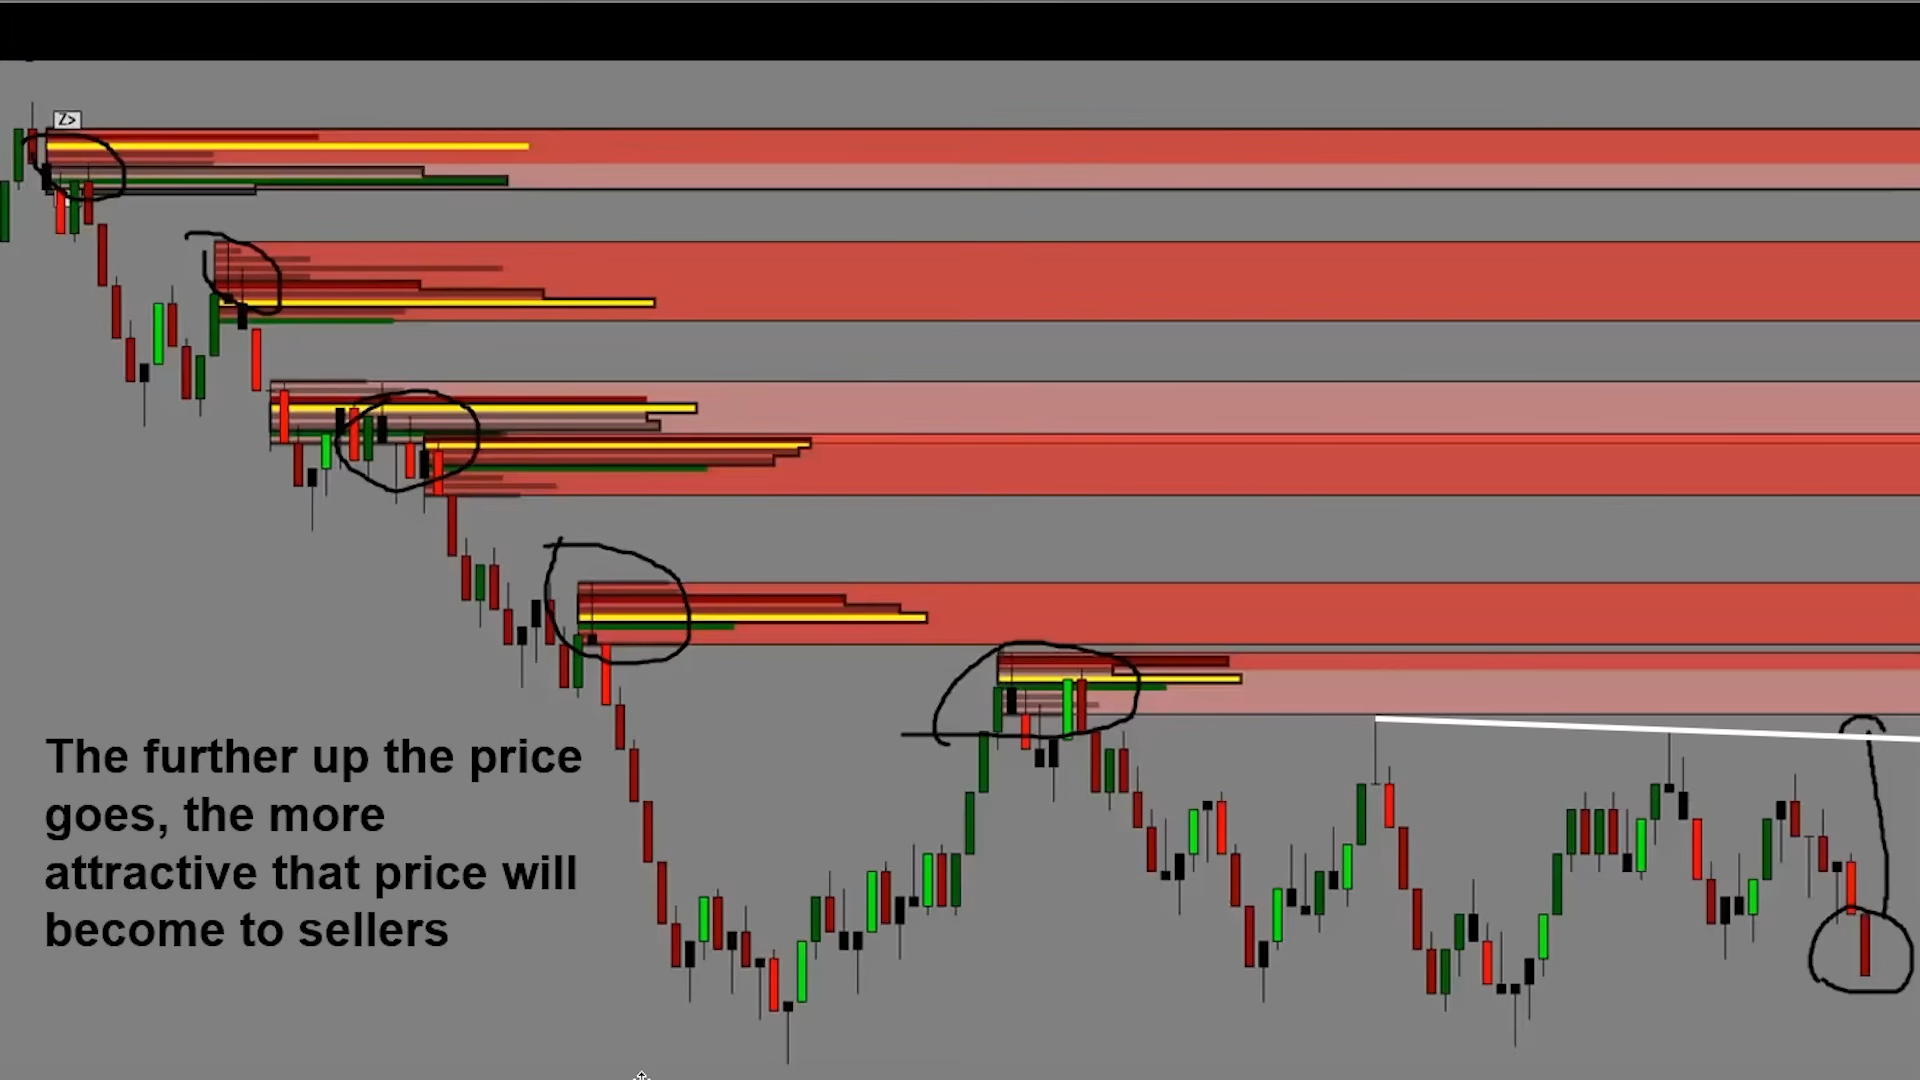 Z>
The further up the price
goes, the more
attractive that price will
become to sellers